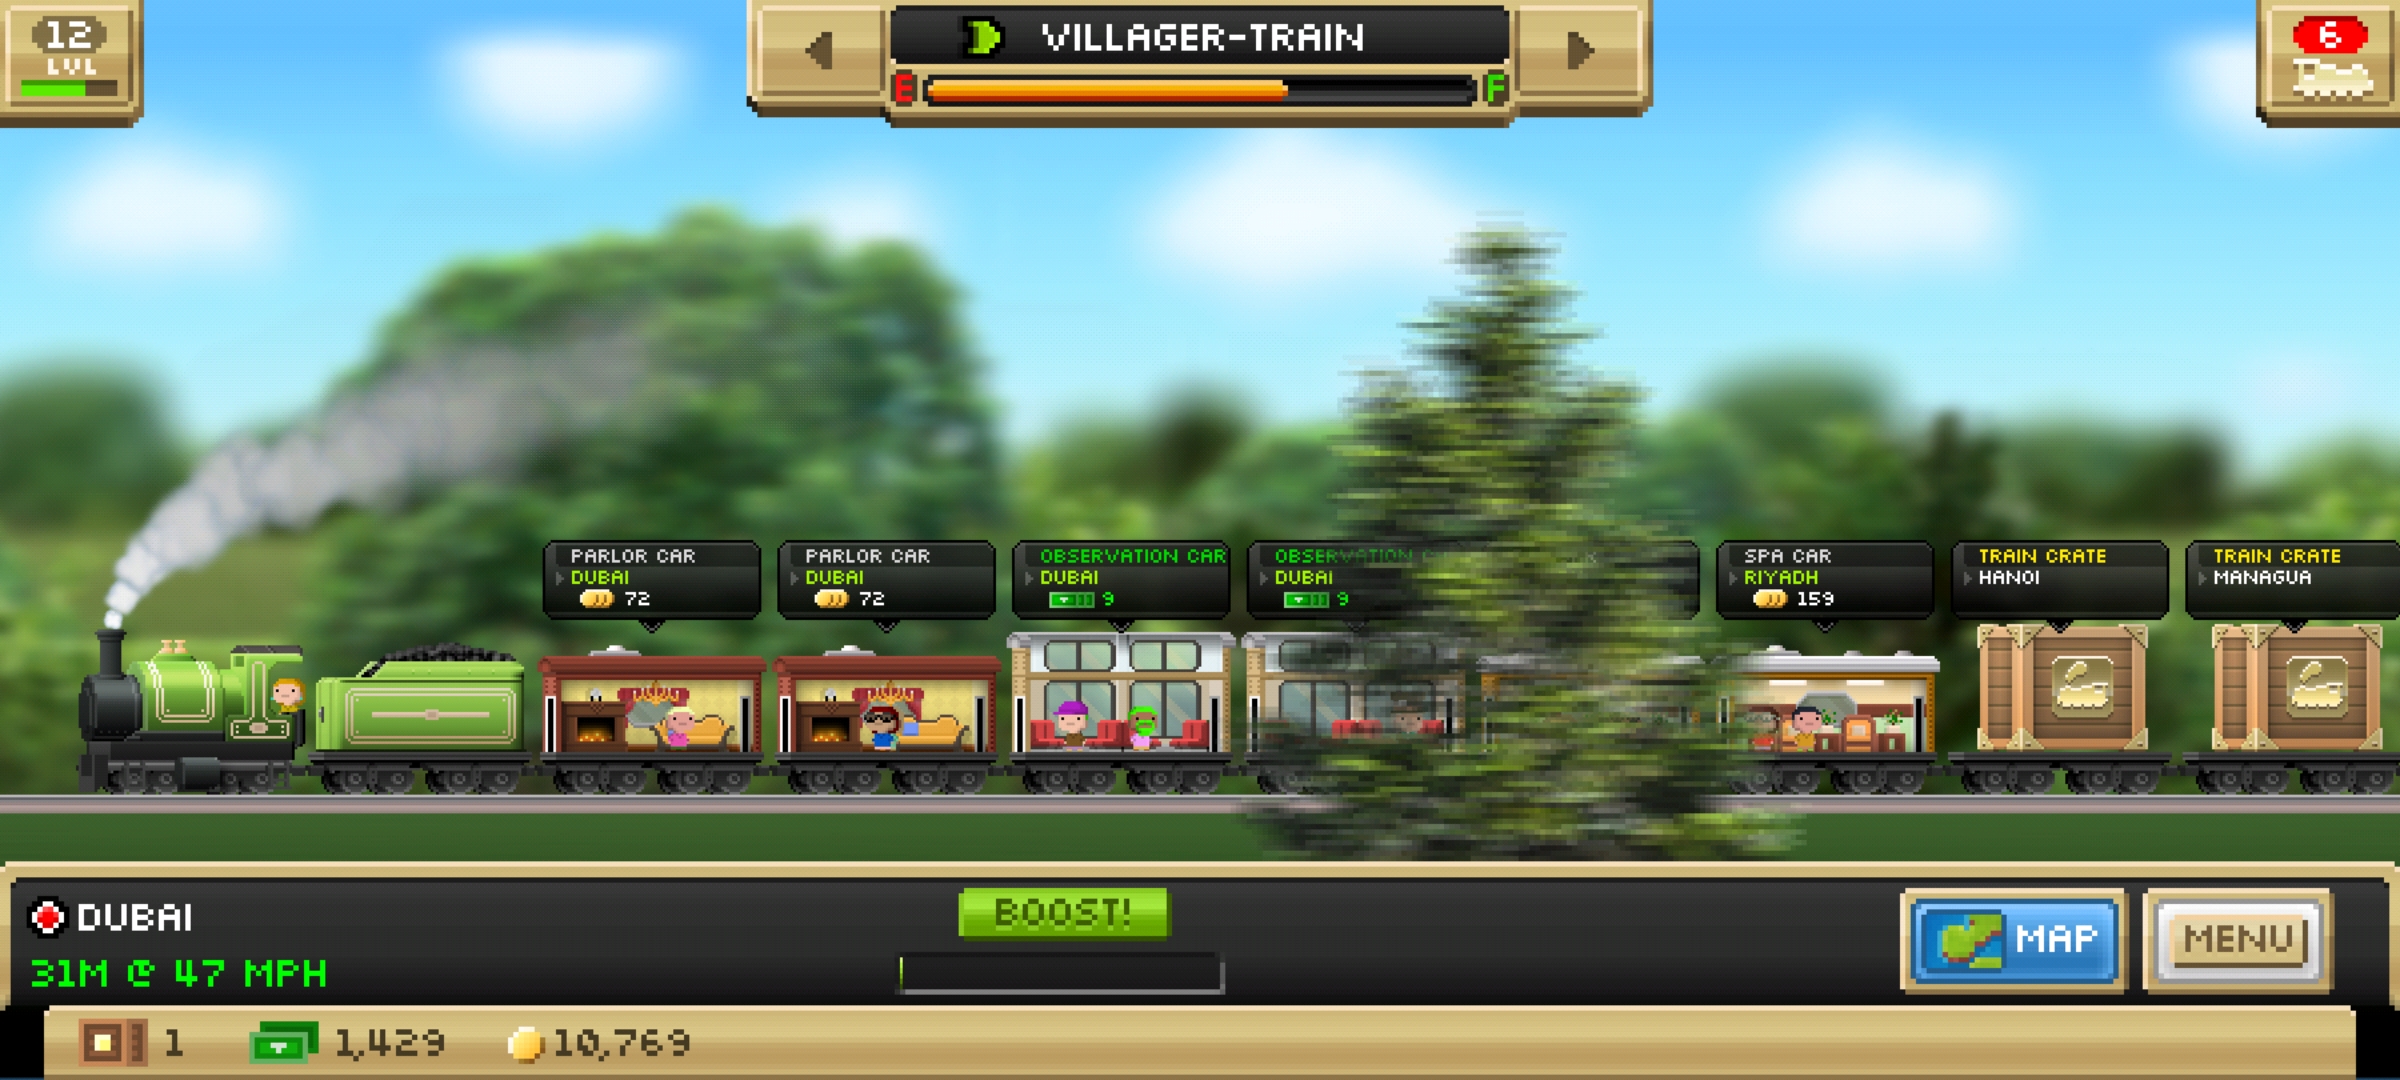 12
LVL
VILLAGER-TRAIN
E
F
6
PARLOR CAR
DUBAI
72
PARLOR CAR
DUBAI
72
OBSERVATION CAR
DUBAI
9
OBSERVATION
DUBAI
9
SPA CAR
RIYADH
159
TRAIN CRATE
HANOI
TRAIN CRATE
MANAGUA
DUBAI
31M @ 47 MPH
BOOST!
MAP
MENU
1
1,429
10,769